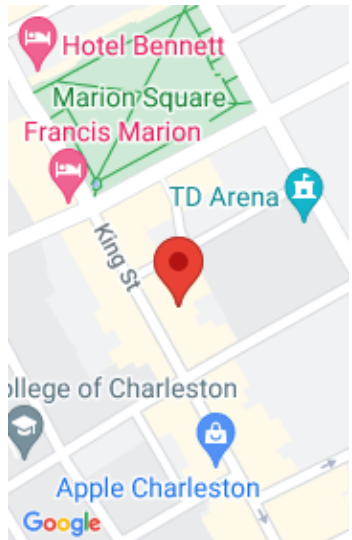 Hotel Bennett
Marion Square
Francis Marion
TD Arena
King St
ollege of Charleston
Apple Charleston
Google